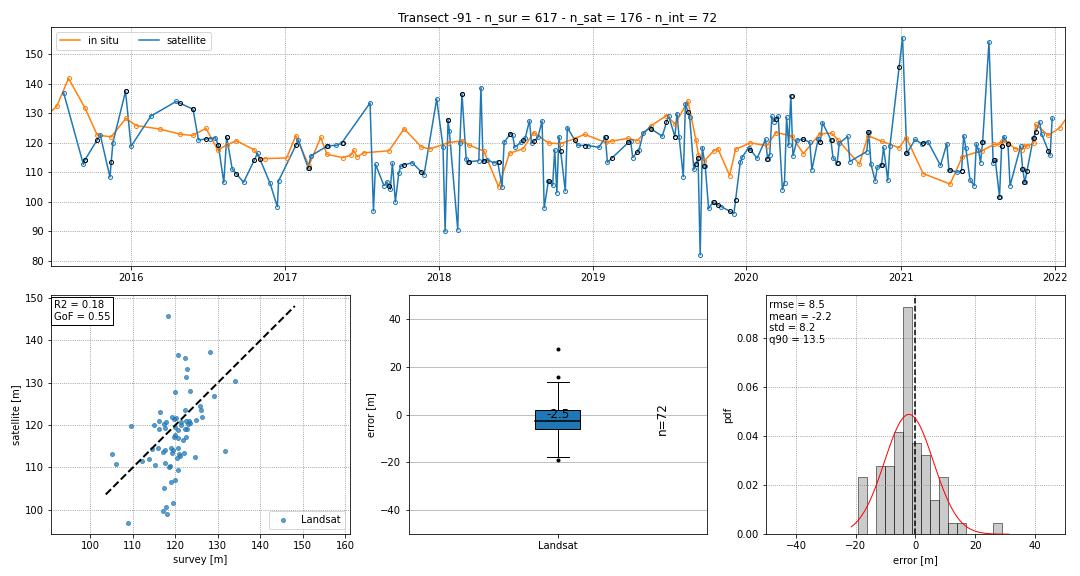 Transect -91 - n_sur = 617 - n_sat = 176 - n_int = 72
in situ satellite
150
140
130
120
110
100
90
80
2016 2017 2018 2019 2020 2021 2022
R2 = 0.18
GoF = 0.55
150
140
130
120
110
100
satellite [m]
Landsat
100 110 120 130 140 150 160
survey [m]
40
20
0
−20
−40
error [m]
-2.5
n=72
Landsat
rmse = 8.5
mean = -2.2
std = 8.2
q90 = 13.5
0.08
0.06
0.04
0.02
0.00
pdf
−40 −20 0 20 40
error [m]